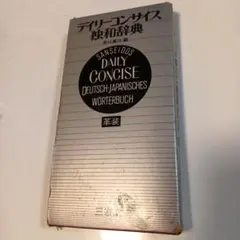 デイリーコンサイス
独和辞典
SANSEIDOS
DAILY
CONCISE
DEUTSCH-JAPANISCHES
WÖRTERBUCH
革装